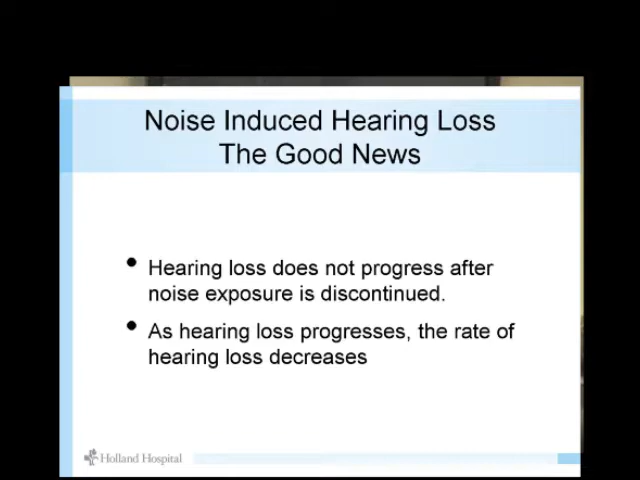 Noise Induced Hearing Loss
The Good News
• Hearing loss does not progress after
noise exposure is discontinued.
• As hearing loss progresses, the rate of
hearing loss decreases
Holland Hospital